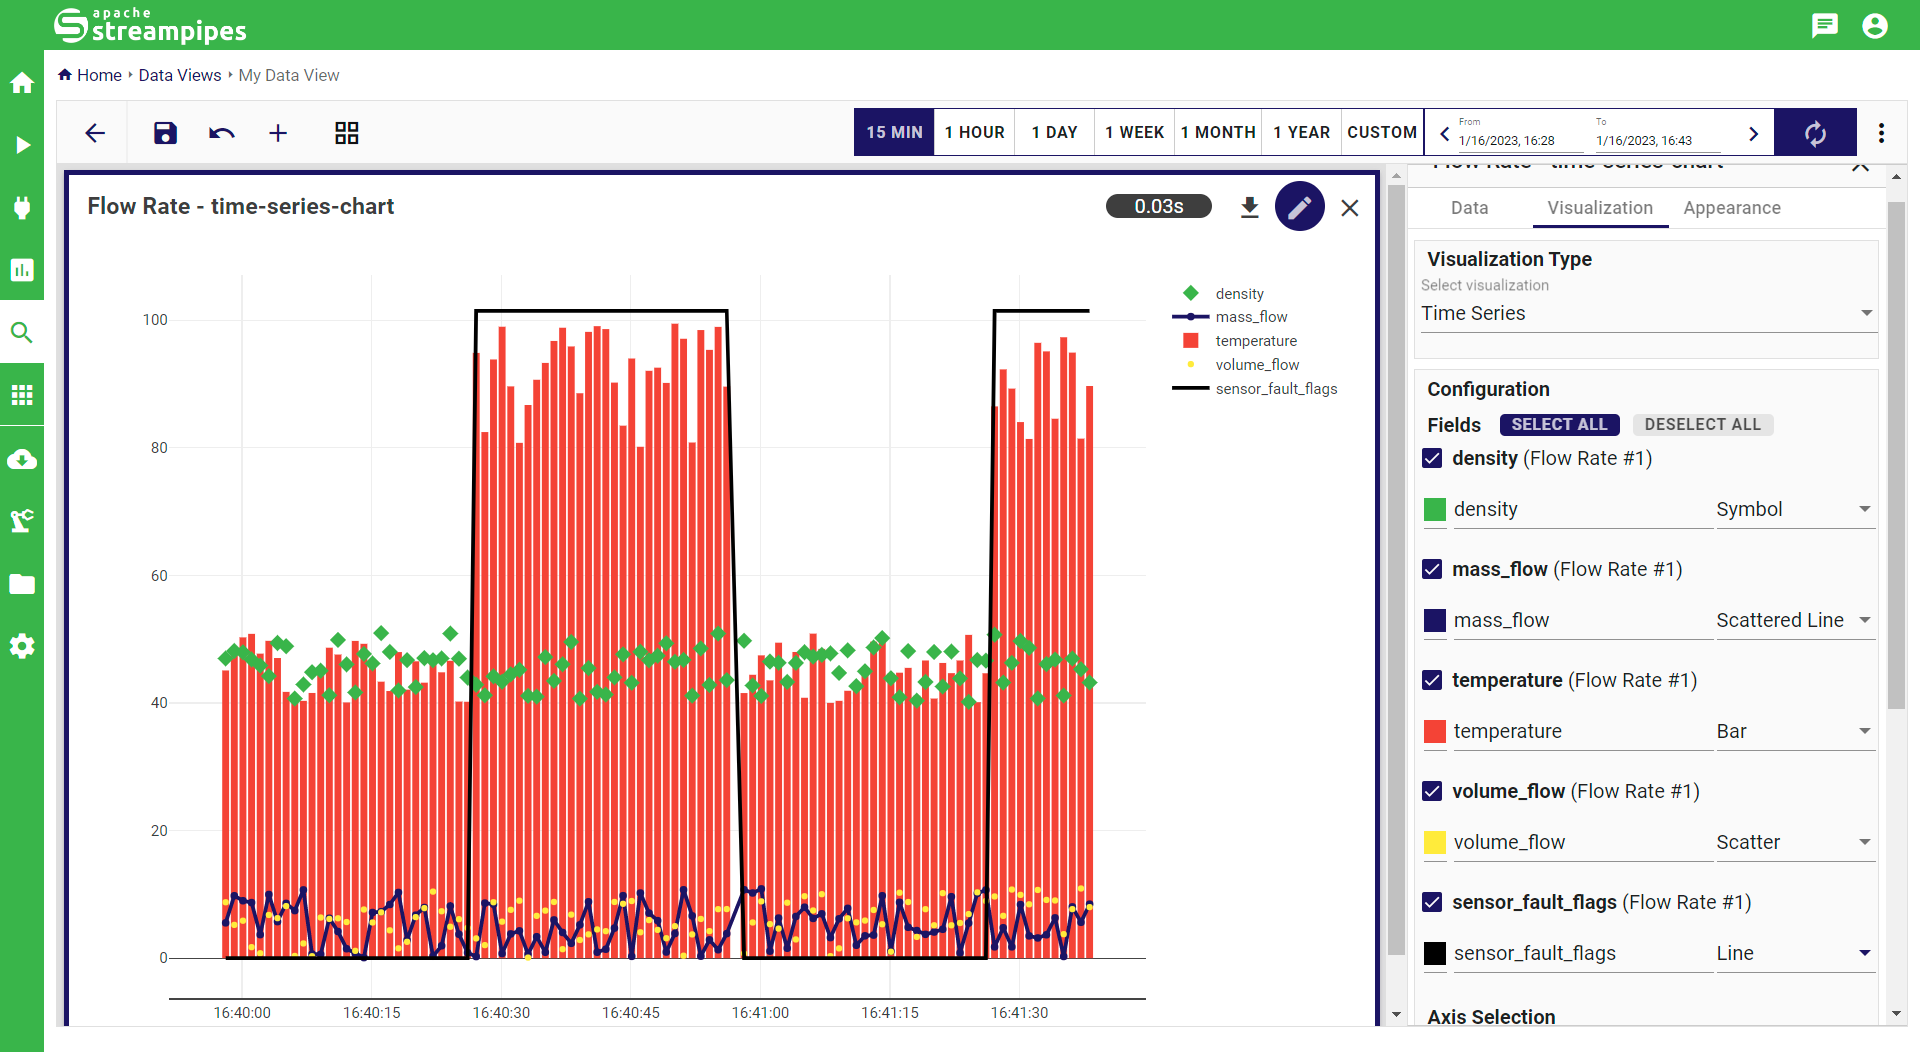 apache
streampipes
Home
Data Views
My Data View
15 MIN
1 HOUR
1 DAY
1 WEEK
1 MONTH
1 YEAR
CUSTOM
From
1/16/2023, 16:28
To
1/16/2023, 16:43
Flow Rate - time-series-chart
0.03s
density
mass_flow
temperature
volume_flow
sensor_fault_flags
100
80
60
40
20
0
16:40:00
16:40:15
16:40:30
16:40:45
16:41:00
16:41:15
16:41:30
Flow Rate - time-series-chart
Data
Visualization
Appearance
Visualization Type
Select visualization
Time Series
Configuration
Fields
SELECT ALL
DESELECT ALL
density (Flow Rate #1)
density
Symbol
mass_flow (Flow Rate #1)
mass_flow
Scattered Line
temperature (Flow Rate #1)
temperature
Bar
volume_flow (Flow Rate #1)
volume_flow
Scatter
sensor_fault_flags (Flow Rate #1)
sensor_fault_flags
Line
Axis Selection